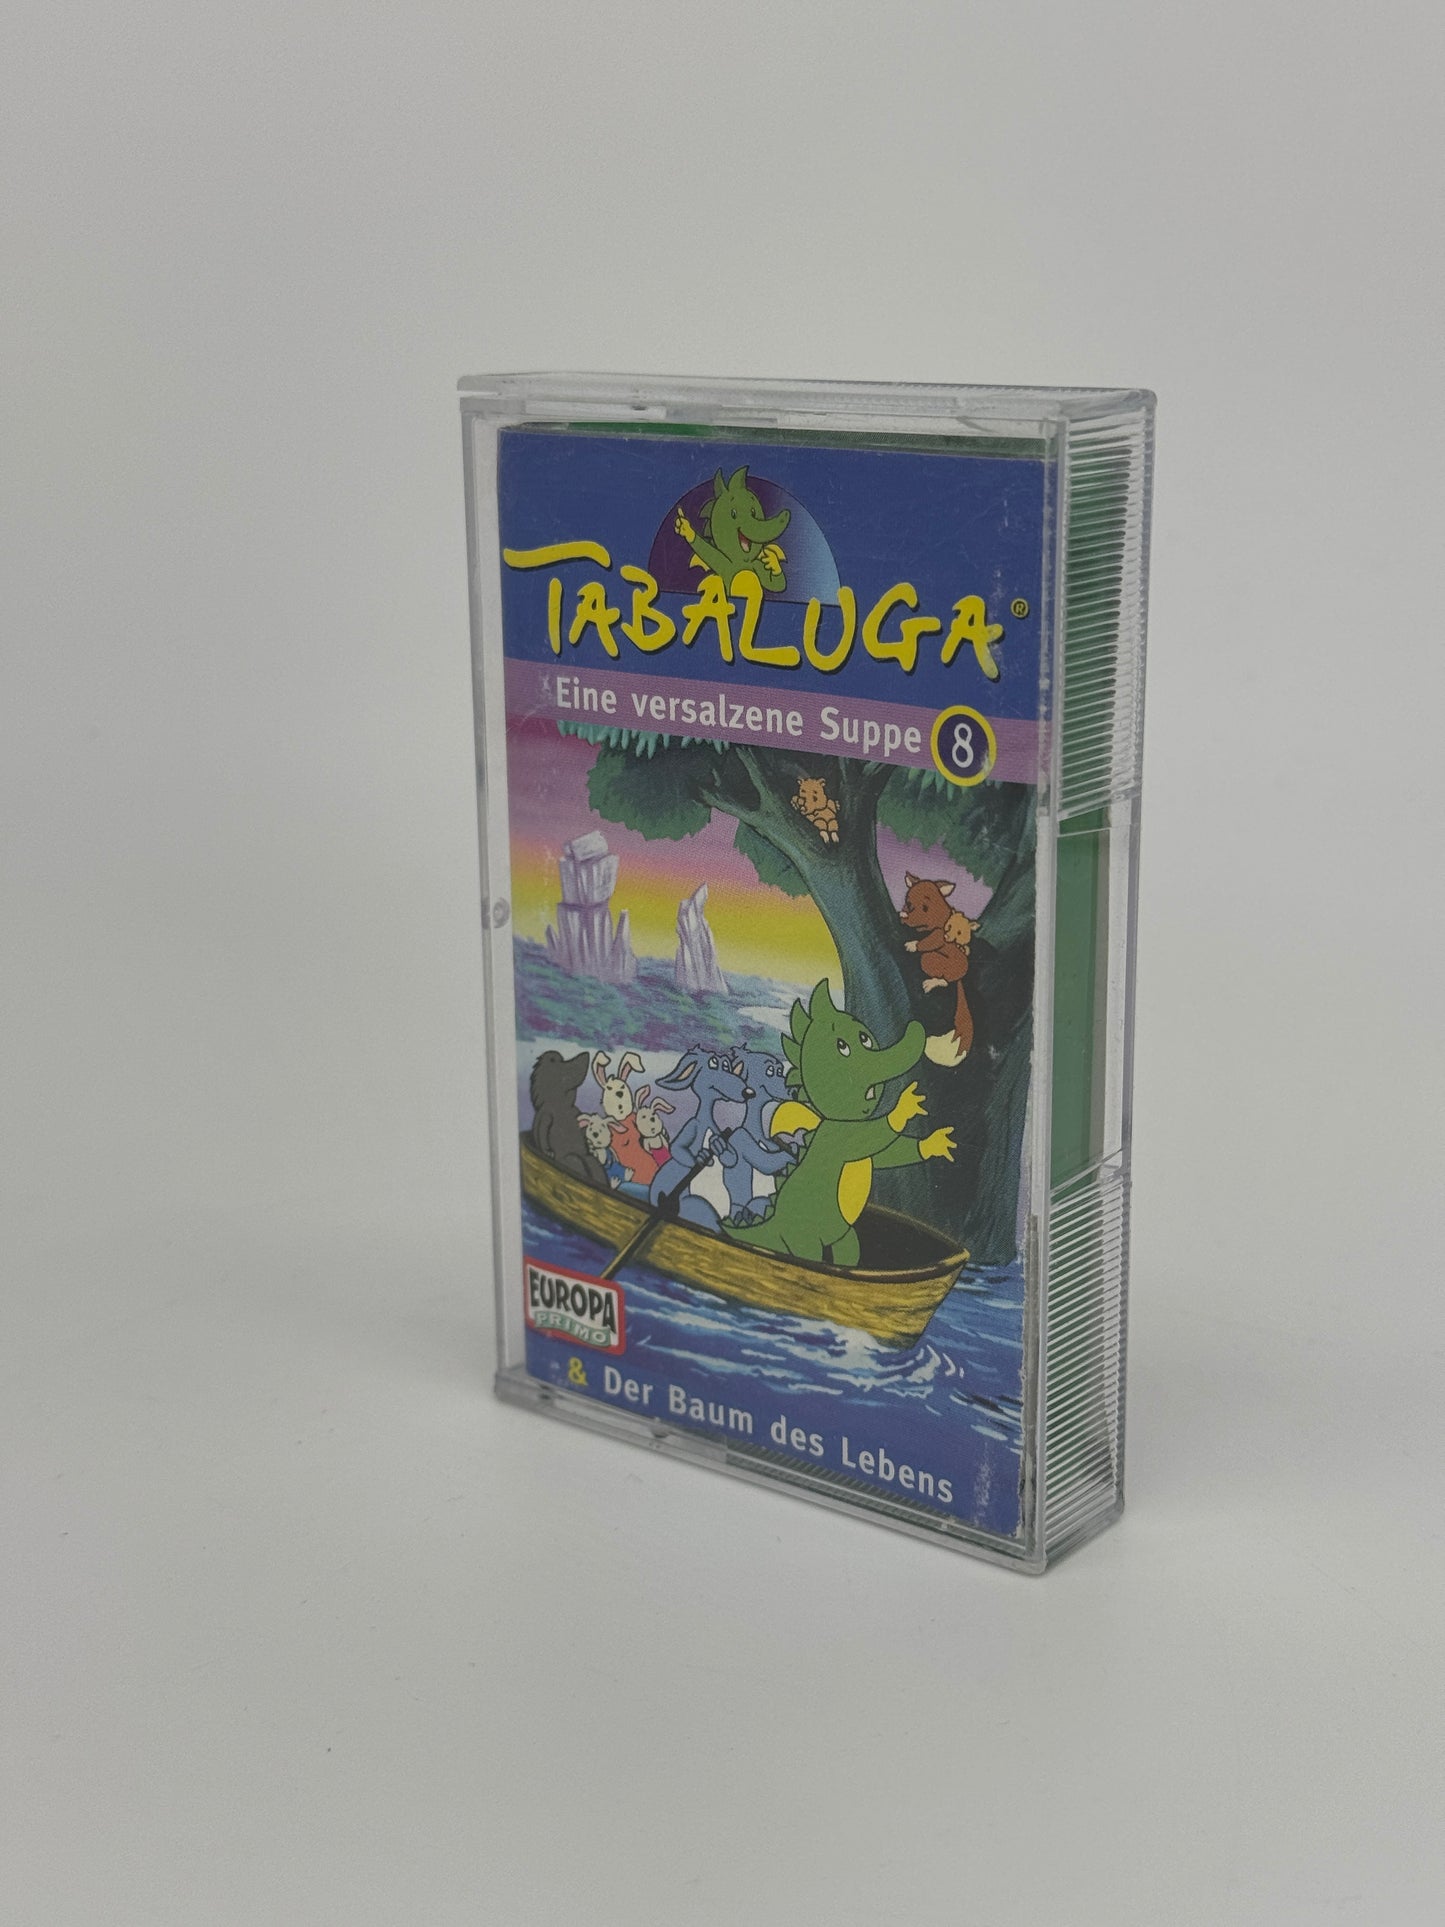 TABALUGA®
Eine versalzene Suppe 8
EUROPA
PRIMO
& Der Baum des Lebens